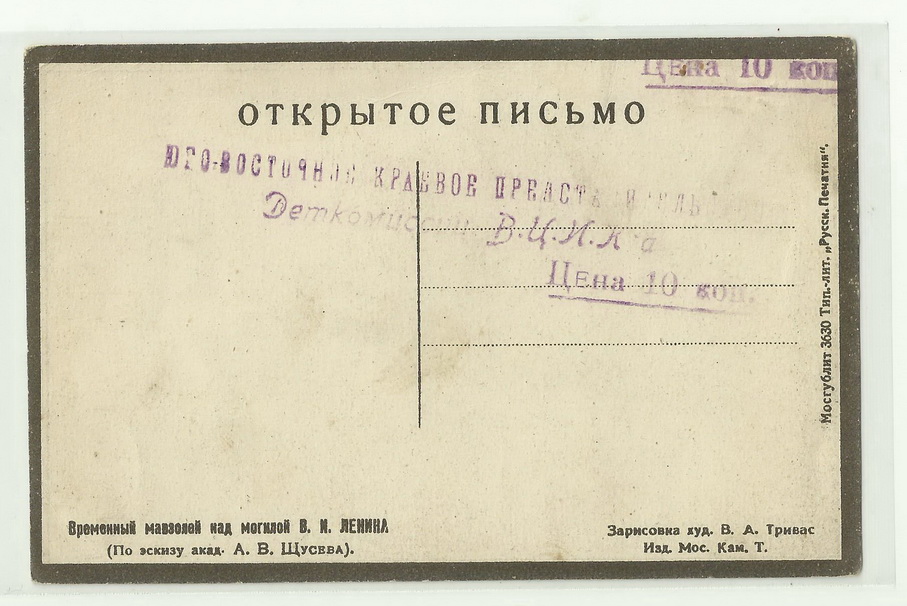 Цена 10 коп
открытое письмо
Юго-восточное краевое представитель
Деткомиссии В.Ц.И.К-а
Цена 10 коп.
Мосгублит 3630 Тип.-лит. „Русск. Печатня“.
Временный мавзолей над могилой В. И. ЛЕНИНА
(По эскизу акад. А. В. Щусева).
Зарисовка худ. В. А. Тривас
Изд. Мос. Кам. Т.